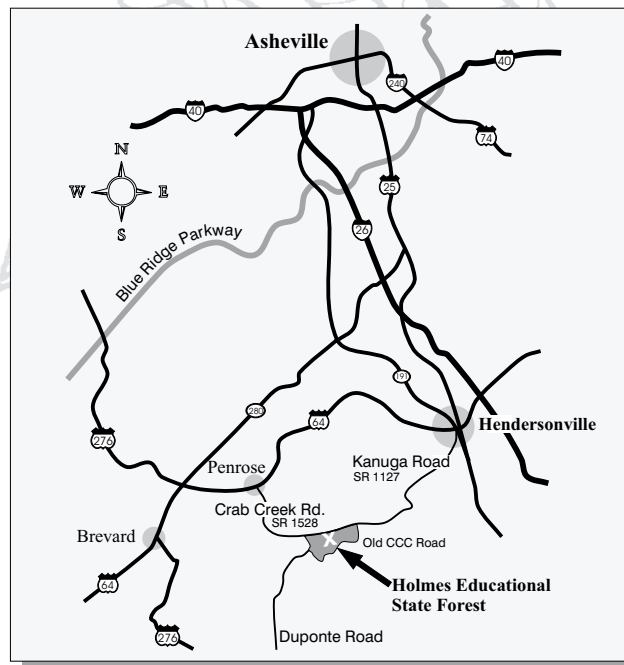 Asheville
40
240
40
74
N
W E
S
25
26
Blue Ridge Parkway
191
280
64
276
Hendersonville
Penrose
Kanuga Road
SR 1127
Crab Creek Rd.
SR 1528
Brevard
Old CCC Road
X
Holmes Educational
State Forest
64
276
Duponte Road